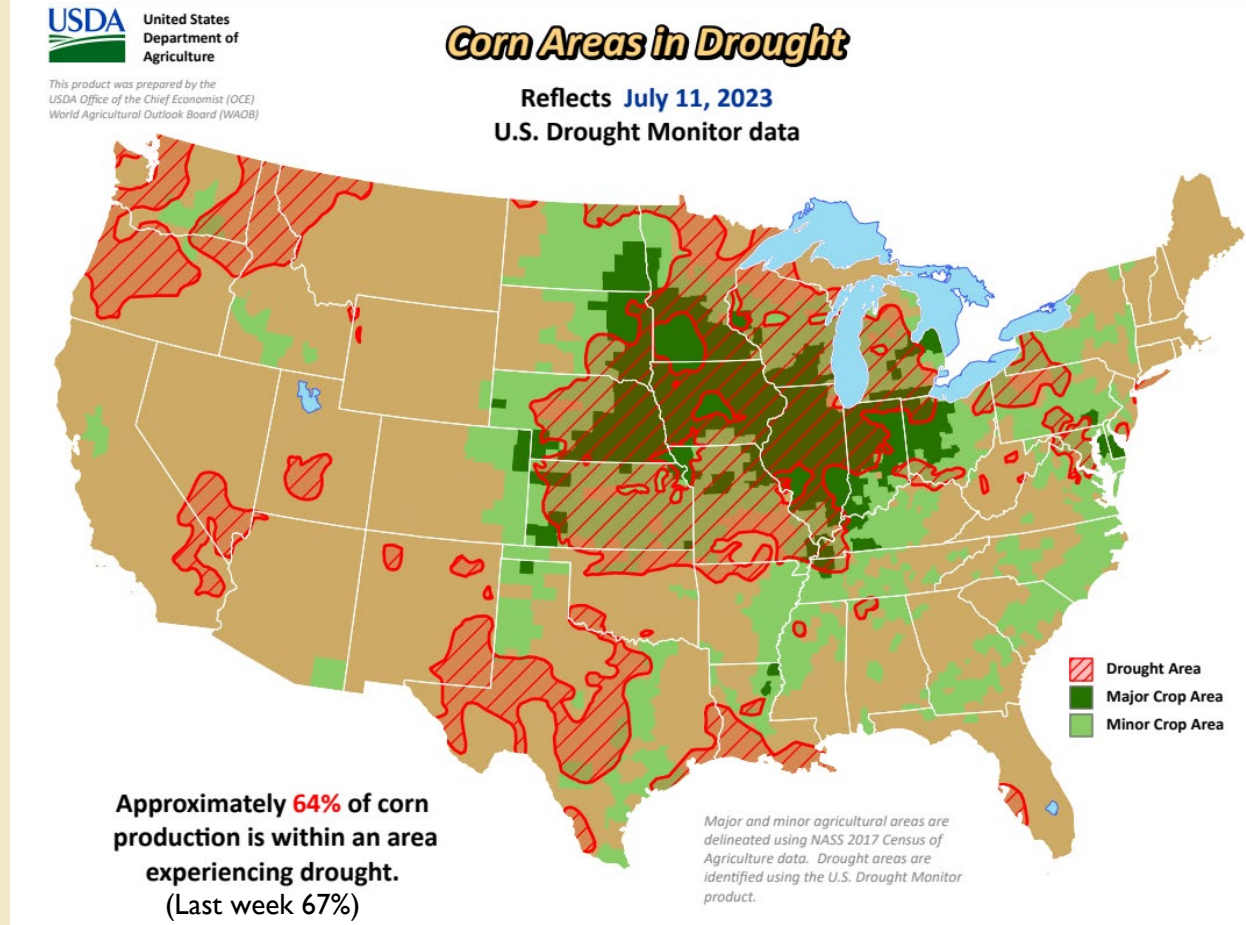 USDA
United States
Department of
Agriculture
This product was prepared by the
USDA Office of the Chief Economist (OCE)
World Agricultural Outlook Board (WAOB)
Corn Areas in Drought
Reflects July 11, 2023
U.S. Drought Monitor data
Drought Area
Major Crop Area
Minor Crop Area
Approximately 64% of corn
production is within an area
experiencing drought.
(Last week 67%)
Major and minor agricultural areas are
delineated using NASS 2017 Census of
Agriculture data. Drought areas are
identified using the U.S. Drought Monitor
product.